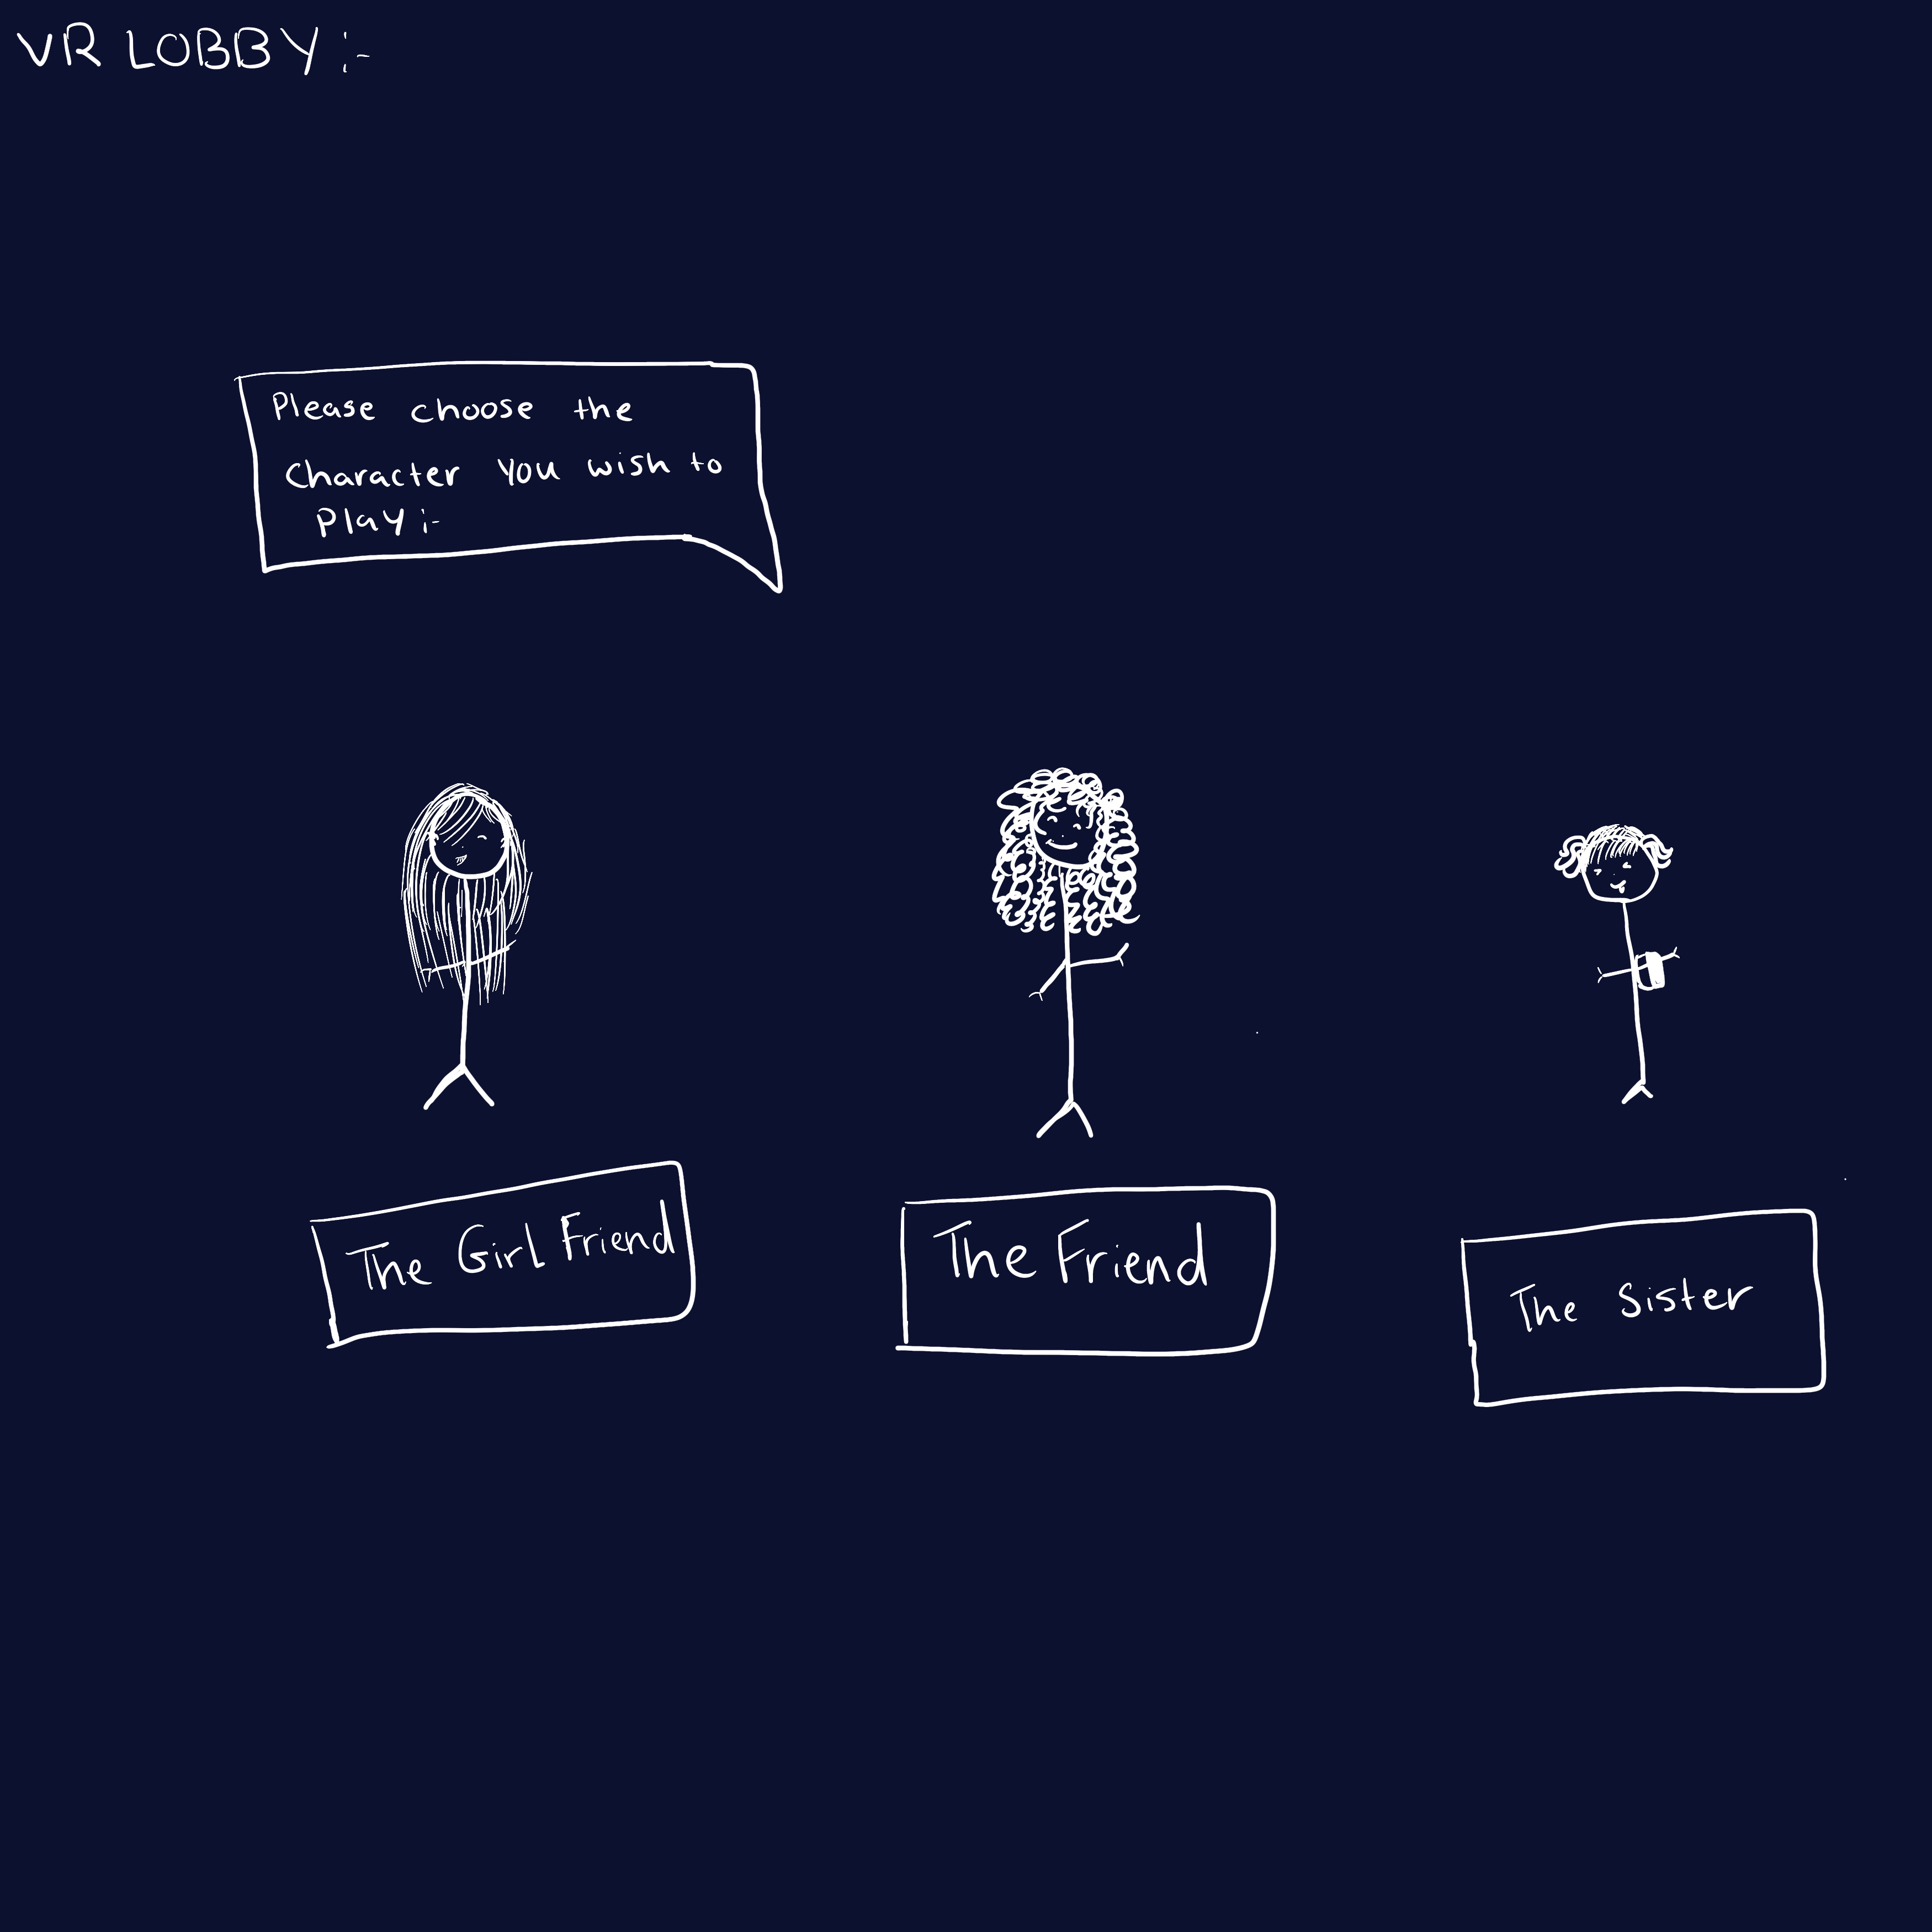 VR LOBBY :-
Please choose the
Character You wish to
Play :-
The Girl Friend
The Friend
The Sister